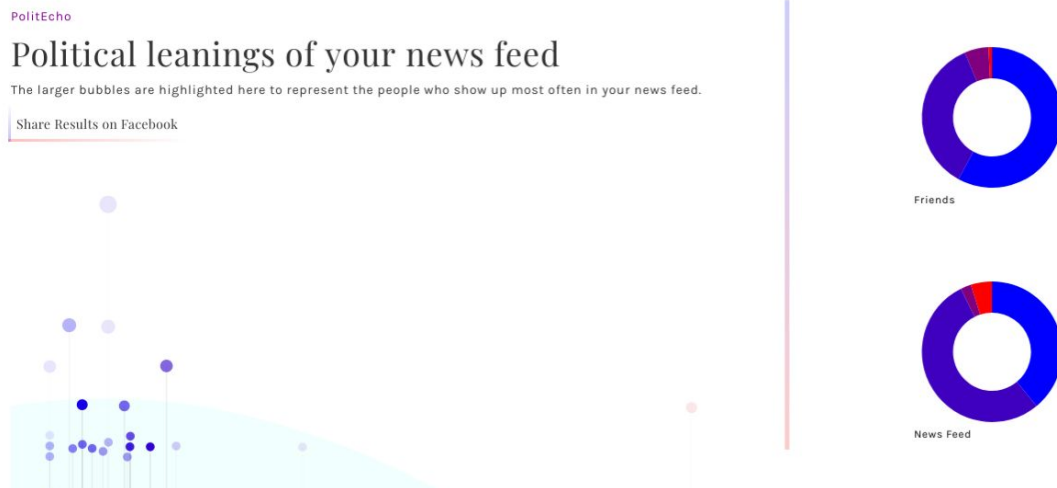 PolitEcho
Political leanings of your news feed
The larger bubbles are highlighted here to represent the people who show up most often in your news feed.
Share Results on Facebook
Friends
News Feed